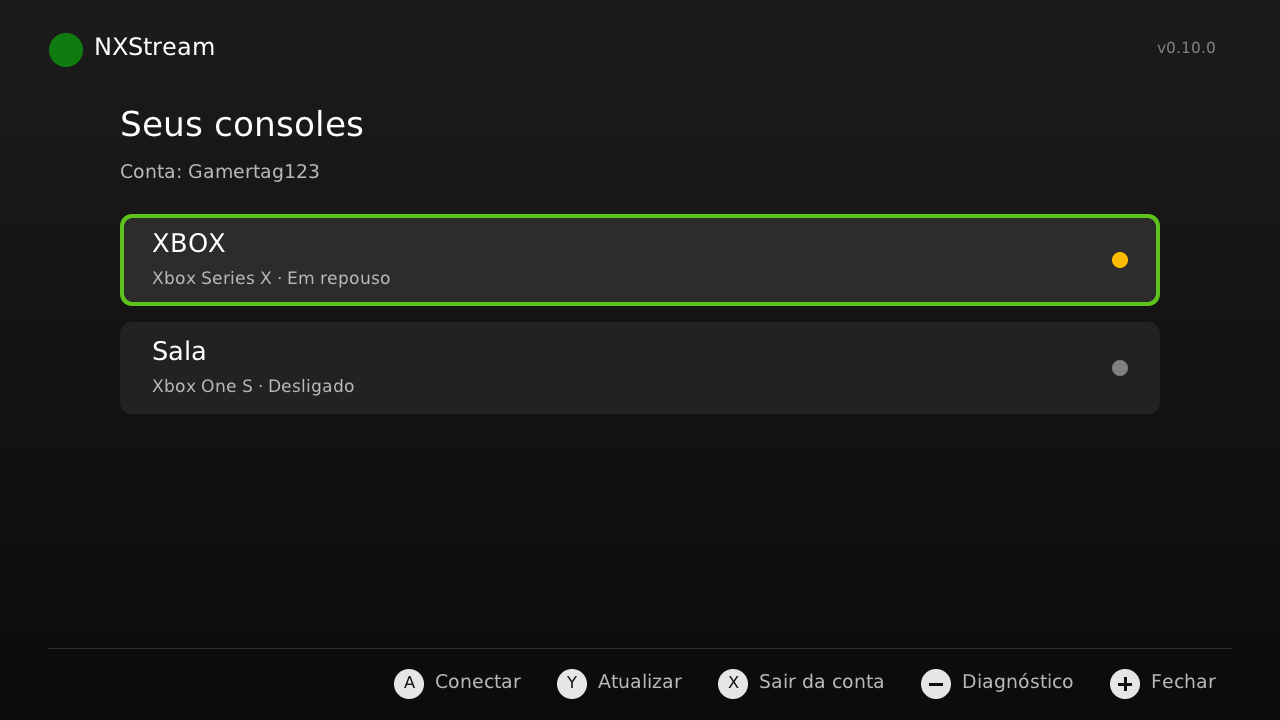 NXStream
v0.10.0
Seus consoles
Conta: Gamertag123
XBOX
Xbox Series X · Em repouso
Sala
Xbox One S · Desligado
A Conectar Y Atualizar X Sair da conta − Diagnóstico + Fechar